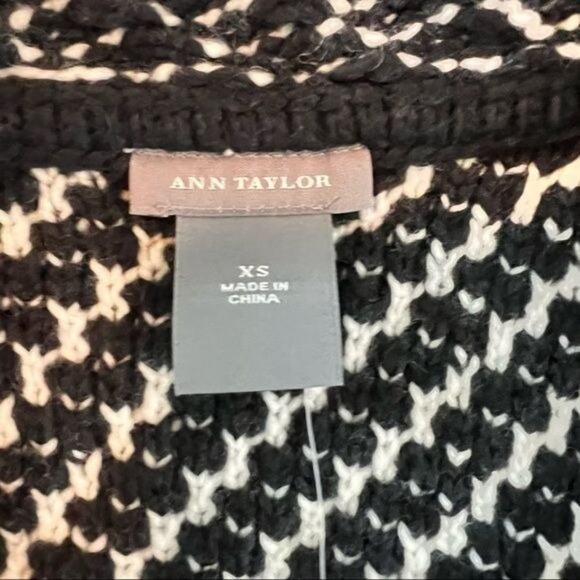 ANN TAYLOR
XS
MADE IN
CHINA